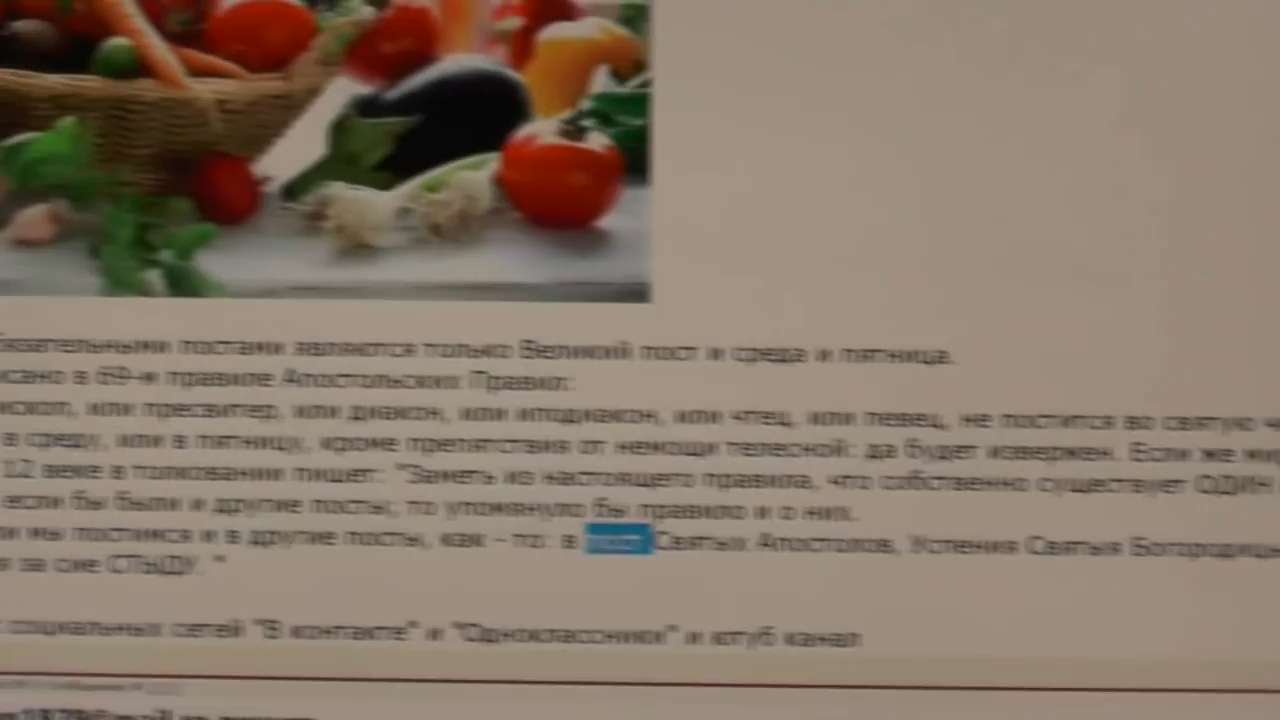 язательными постами являются только Великий пост и среда и пятница.
исано в 69-м правиле Апостольских Правил:
ископ, или пресвитер, или диакон, или иподиакон, или чтец, или певец, не постится во святую
в среду, или в пятницу, кроме препятствия от немощи телесной: да будет извержен. Если же
12 веке в толковании пишет: "Заметь из настоящего правила, что собственно существует ОДИН
если бы были и другие посты; то упомянуло бы правило и о них.
ли мы постимся и в другие посты, как - то: в пост Святых Апостолов, Успения Святыя Богородицы
я за сие СТЫДУ. "
социальных сетей "В контакте" и "Одноклассники" и ютуб канал